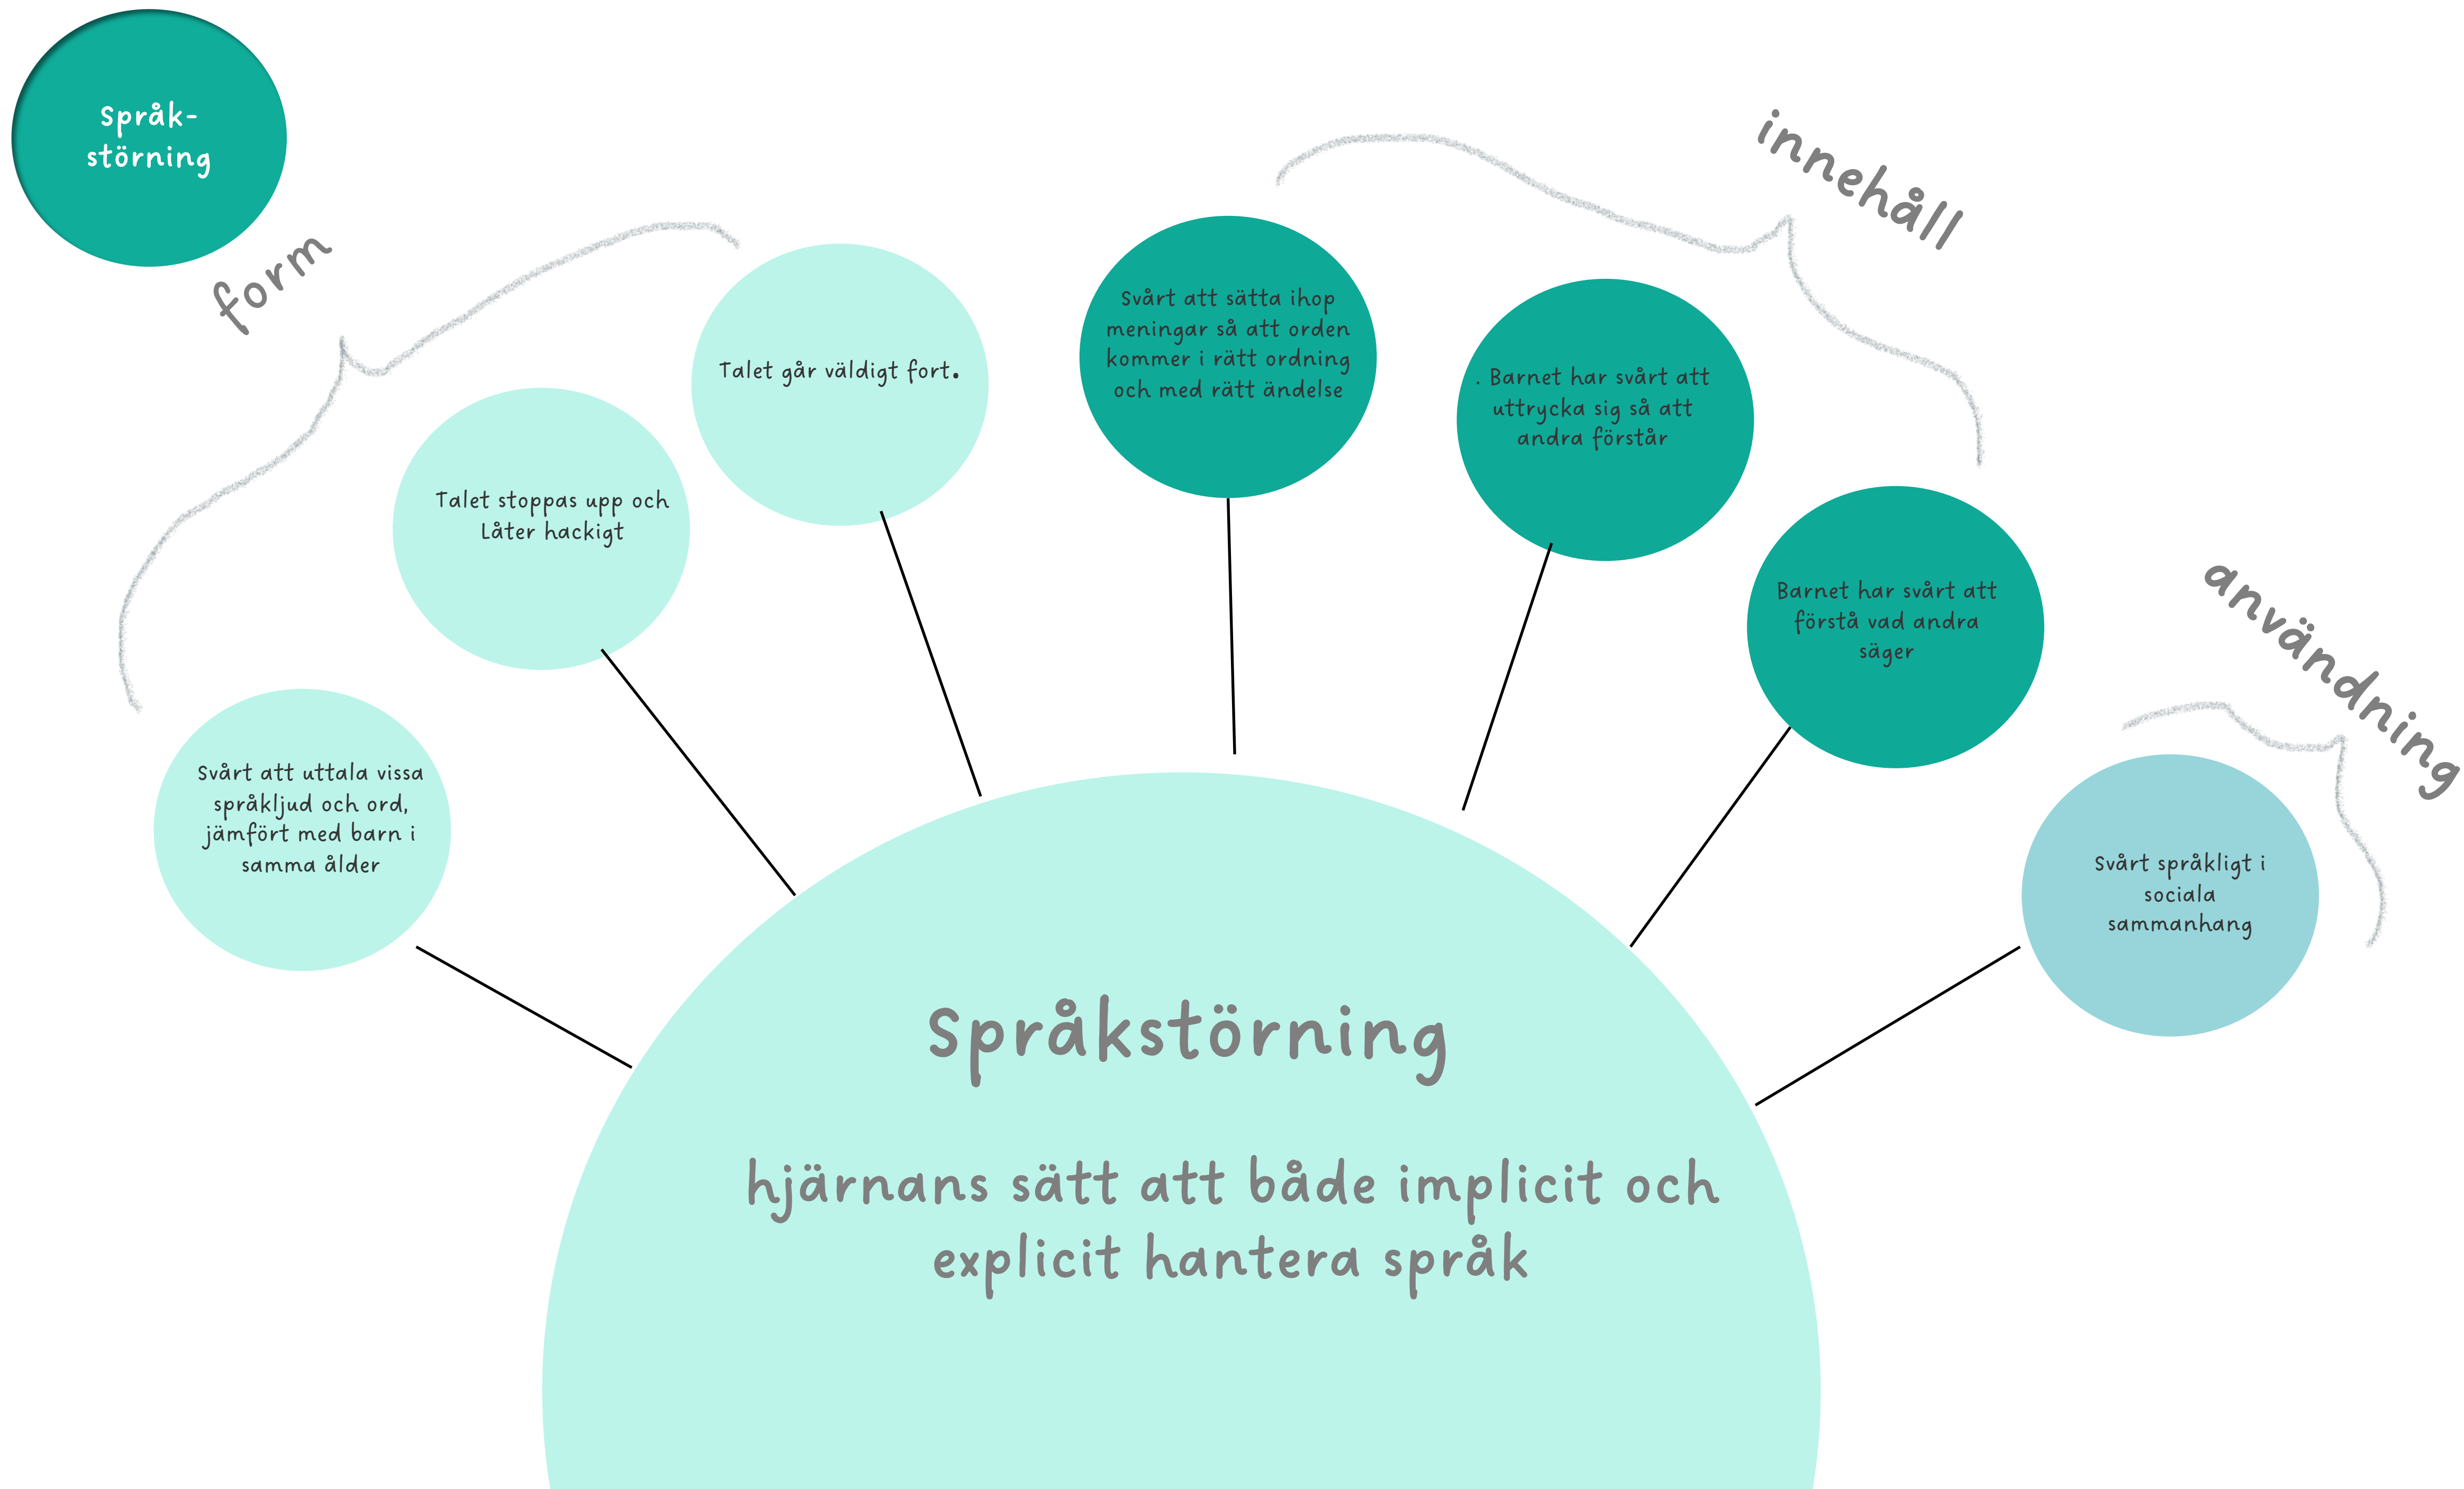 Språk-
störning
form
innehåll
användning
Svårt att uttala vissa
språkljud och ord,
jämfört med barn i
samma ålder
Talet stoppas upp och
Låter hackigt
Talet går väldigt fort.
Svårt att sätta ihop
meningar så att orden
kommer i rätt ordning
och med rätt ändelse
. Barnet har svårt att
uttrycka sig så att
andra förstår
Barnet har svårt att
förstå vad andra
säger
Svårt språkligt i
sociala
sammanhang
Språkstörning
hjärnans sätt att både implicit och
explicit hantera språk